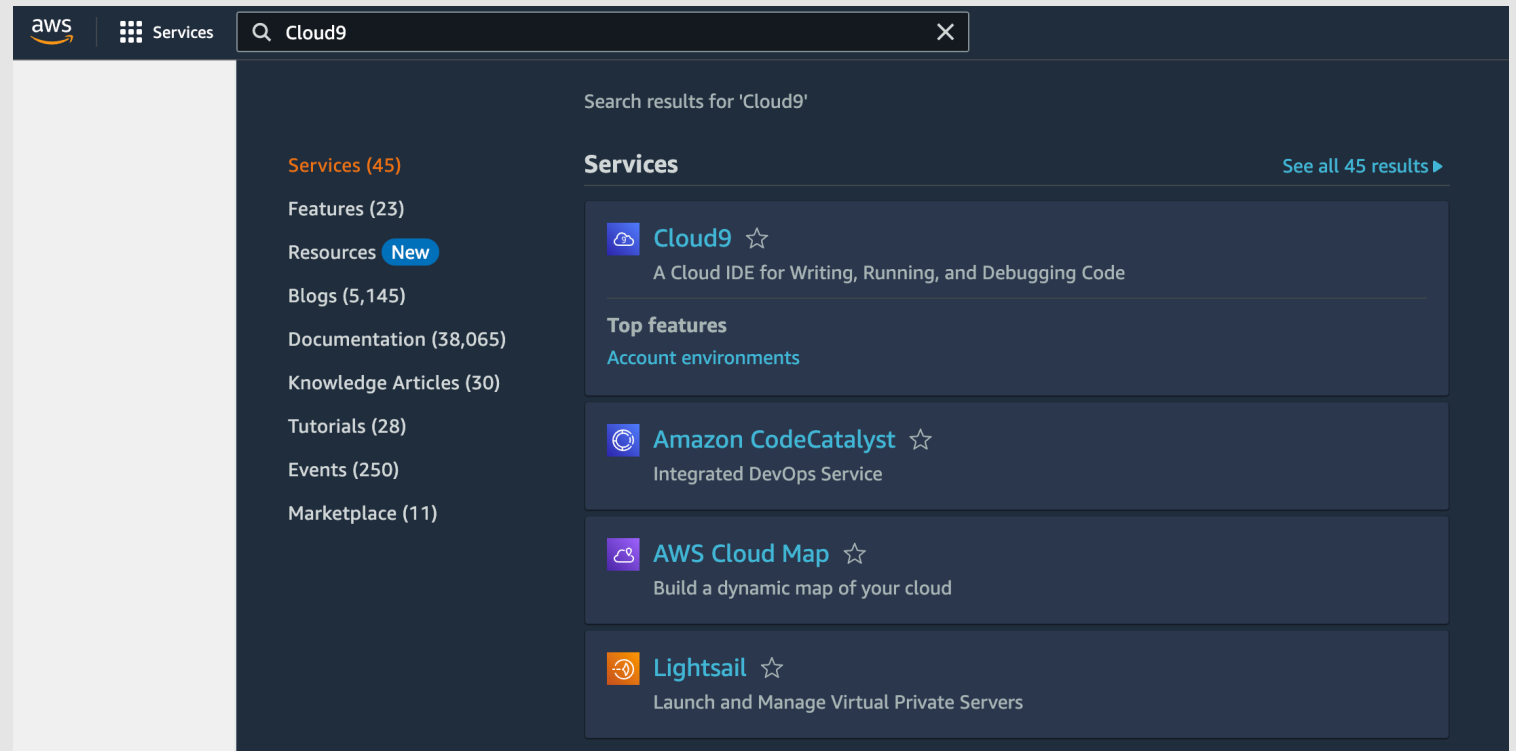 aws
Services
Cloud9
Search results for 'Cloud9'
Services (45)
Features (23)
Resources New
Blogs (5,145)
Documentation (38,065)
Knowledge Articles (30)
Tutorials (28)
Events (250)
Marketplace (11)
Services
See all 45 results
Cloud9
A Cloud IDE for Writing, Running, and Debugging Code
Top features
Account environments
Amazon CodeCatalyst
Integrated DevOps Service
AWS Cloud Map
Build a dynamic map of your cloud
Lightsail
Launch and Manage Virtual Private Servers